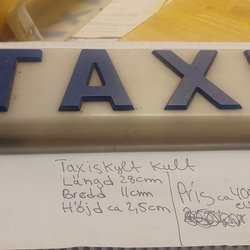 TAXI
Taxiskylt kult
Längd 28cm
Bredd 11cm
Höjd ca 2,5cm
pris ca 400